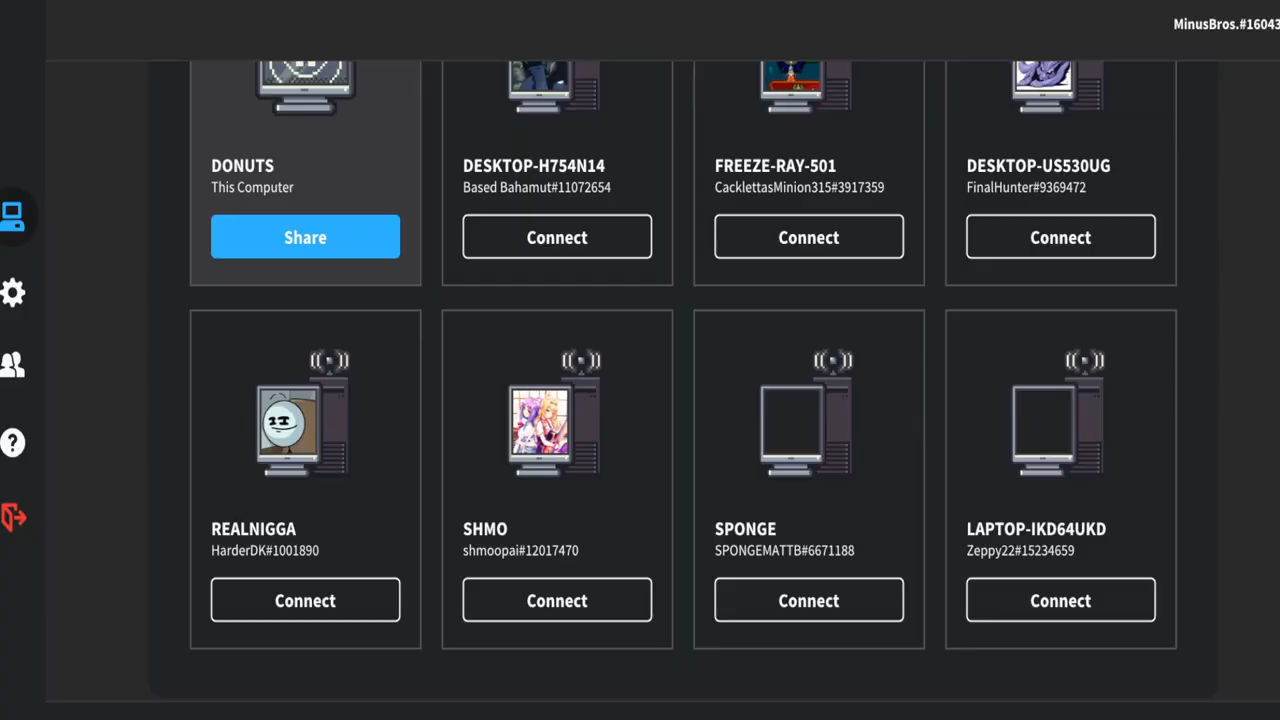 MinusBros.#16043
DONUTS
This Computer
Share
DESKTOP-H754N14
Based Bahamut#11072654
Connect
FREEZE-RAY-501
CacklettasMinion315#3917359
Connect
DESKTOP-US530UG
FinalHunter#9369472
Connect
REALNIGGA
HarderDK#1001890
Connect
SHMO
shmoopai#12017470
Connect
SPONGE
SPONGEMATTB#6671188
Connect
LAPTOP-IKD64UKD
Zeppy22#15234659
Connect